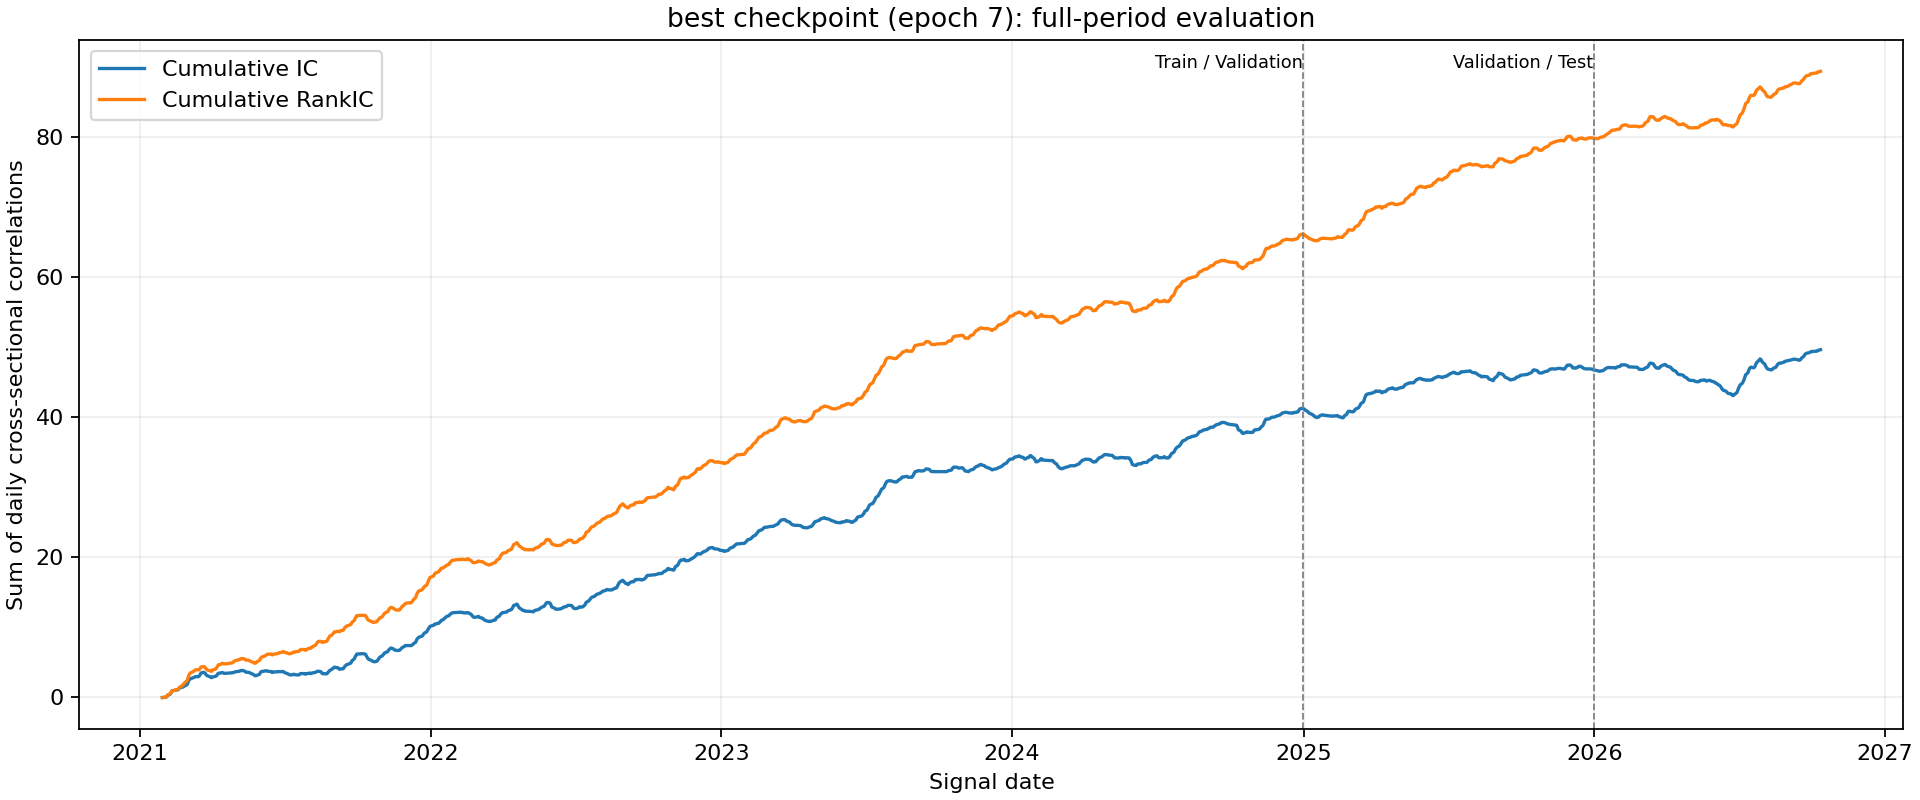 best checkpoint (epoch 7): full-period evaluation
Cumulative IC
Cumulative RankIC
Train / Validation
Validation / Test
Sum of daily cross-sectional correlations
80
60
40
20
0
2021
2022
2023
2024
2025
2026
2027
Signal date